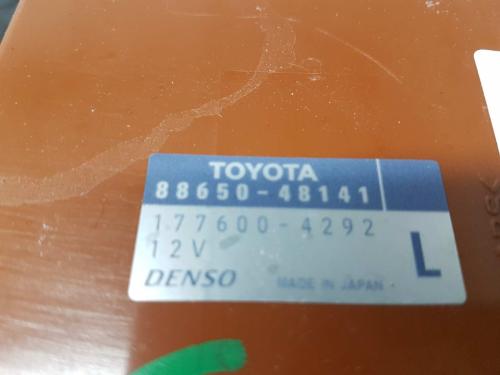 TOYOTA
88650-48141
177600-4292
12V
L
DENSO MADE IN JAPAN